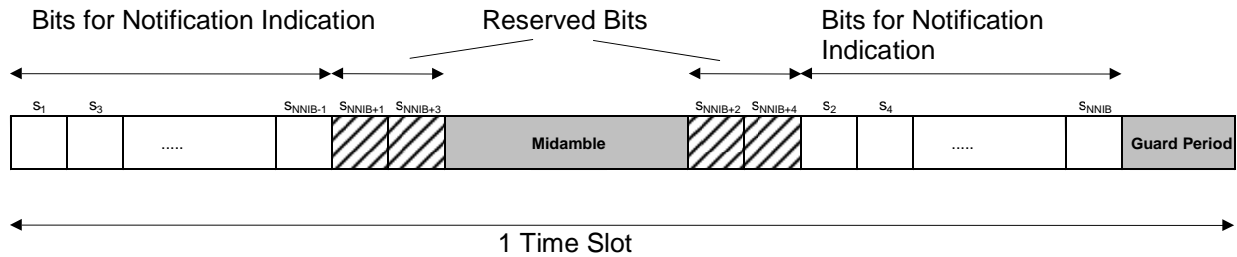 Bits for Notification Indication
Reserved Bits
Bits for Notification
Indication
s1 s3 sNNIB-1 sNNIB+1 sNNIB+3 sNNIB+2 sNNIB+4 s2 s4 sNNIB
..... Midamble ..... Guard Period
1 Time Slot